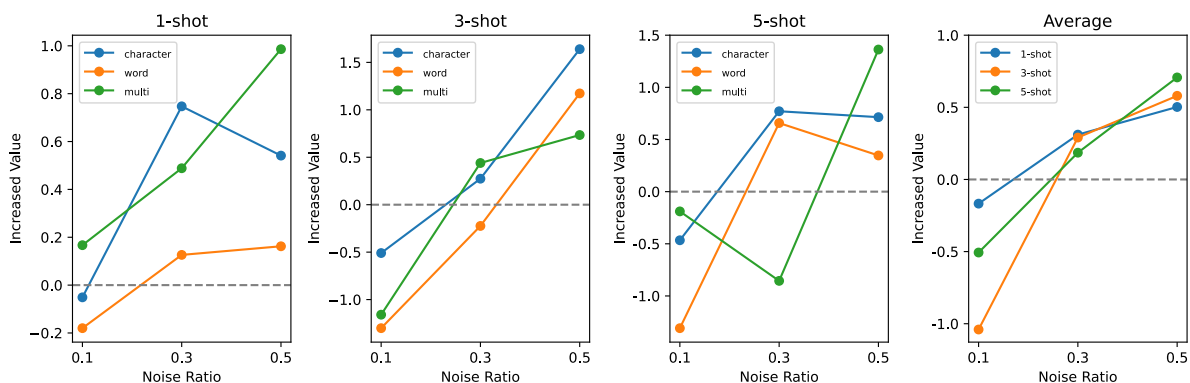 1-shot
Increased Value
1.0
0.8
0.6
0.4
0.2
0.0
−0.2
character
word
multi
0.1
0.3
0.5
Noise Ratio
3-shot
Increased Value
1.5
1.0
0.5
0.0
−0.5
−1.0
character
word
multi
0.1
0.3
0.5
Noise Ratio
5-shot
Increased Value
1.5
1.0
0.5
0.0
-0.5
-1.0
character
word
multi
0.1
0.3
0.5
Noise Ratio
Average
Increased Value
1.0
0.5
0.0
-0.5
-1.0
1-shot
3-shot
5-shot
0.1
0.3
0.5
Noise Ratio